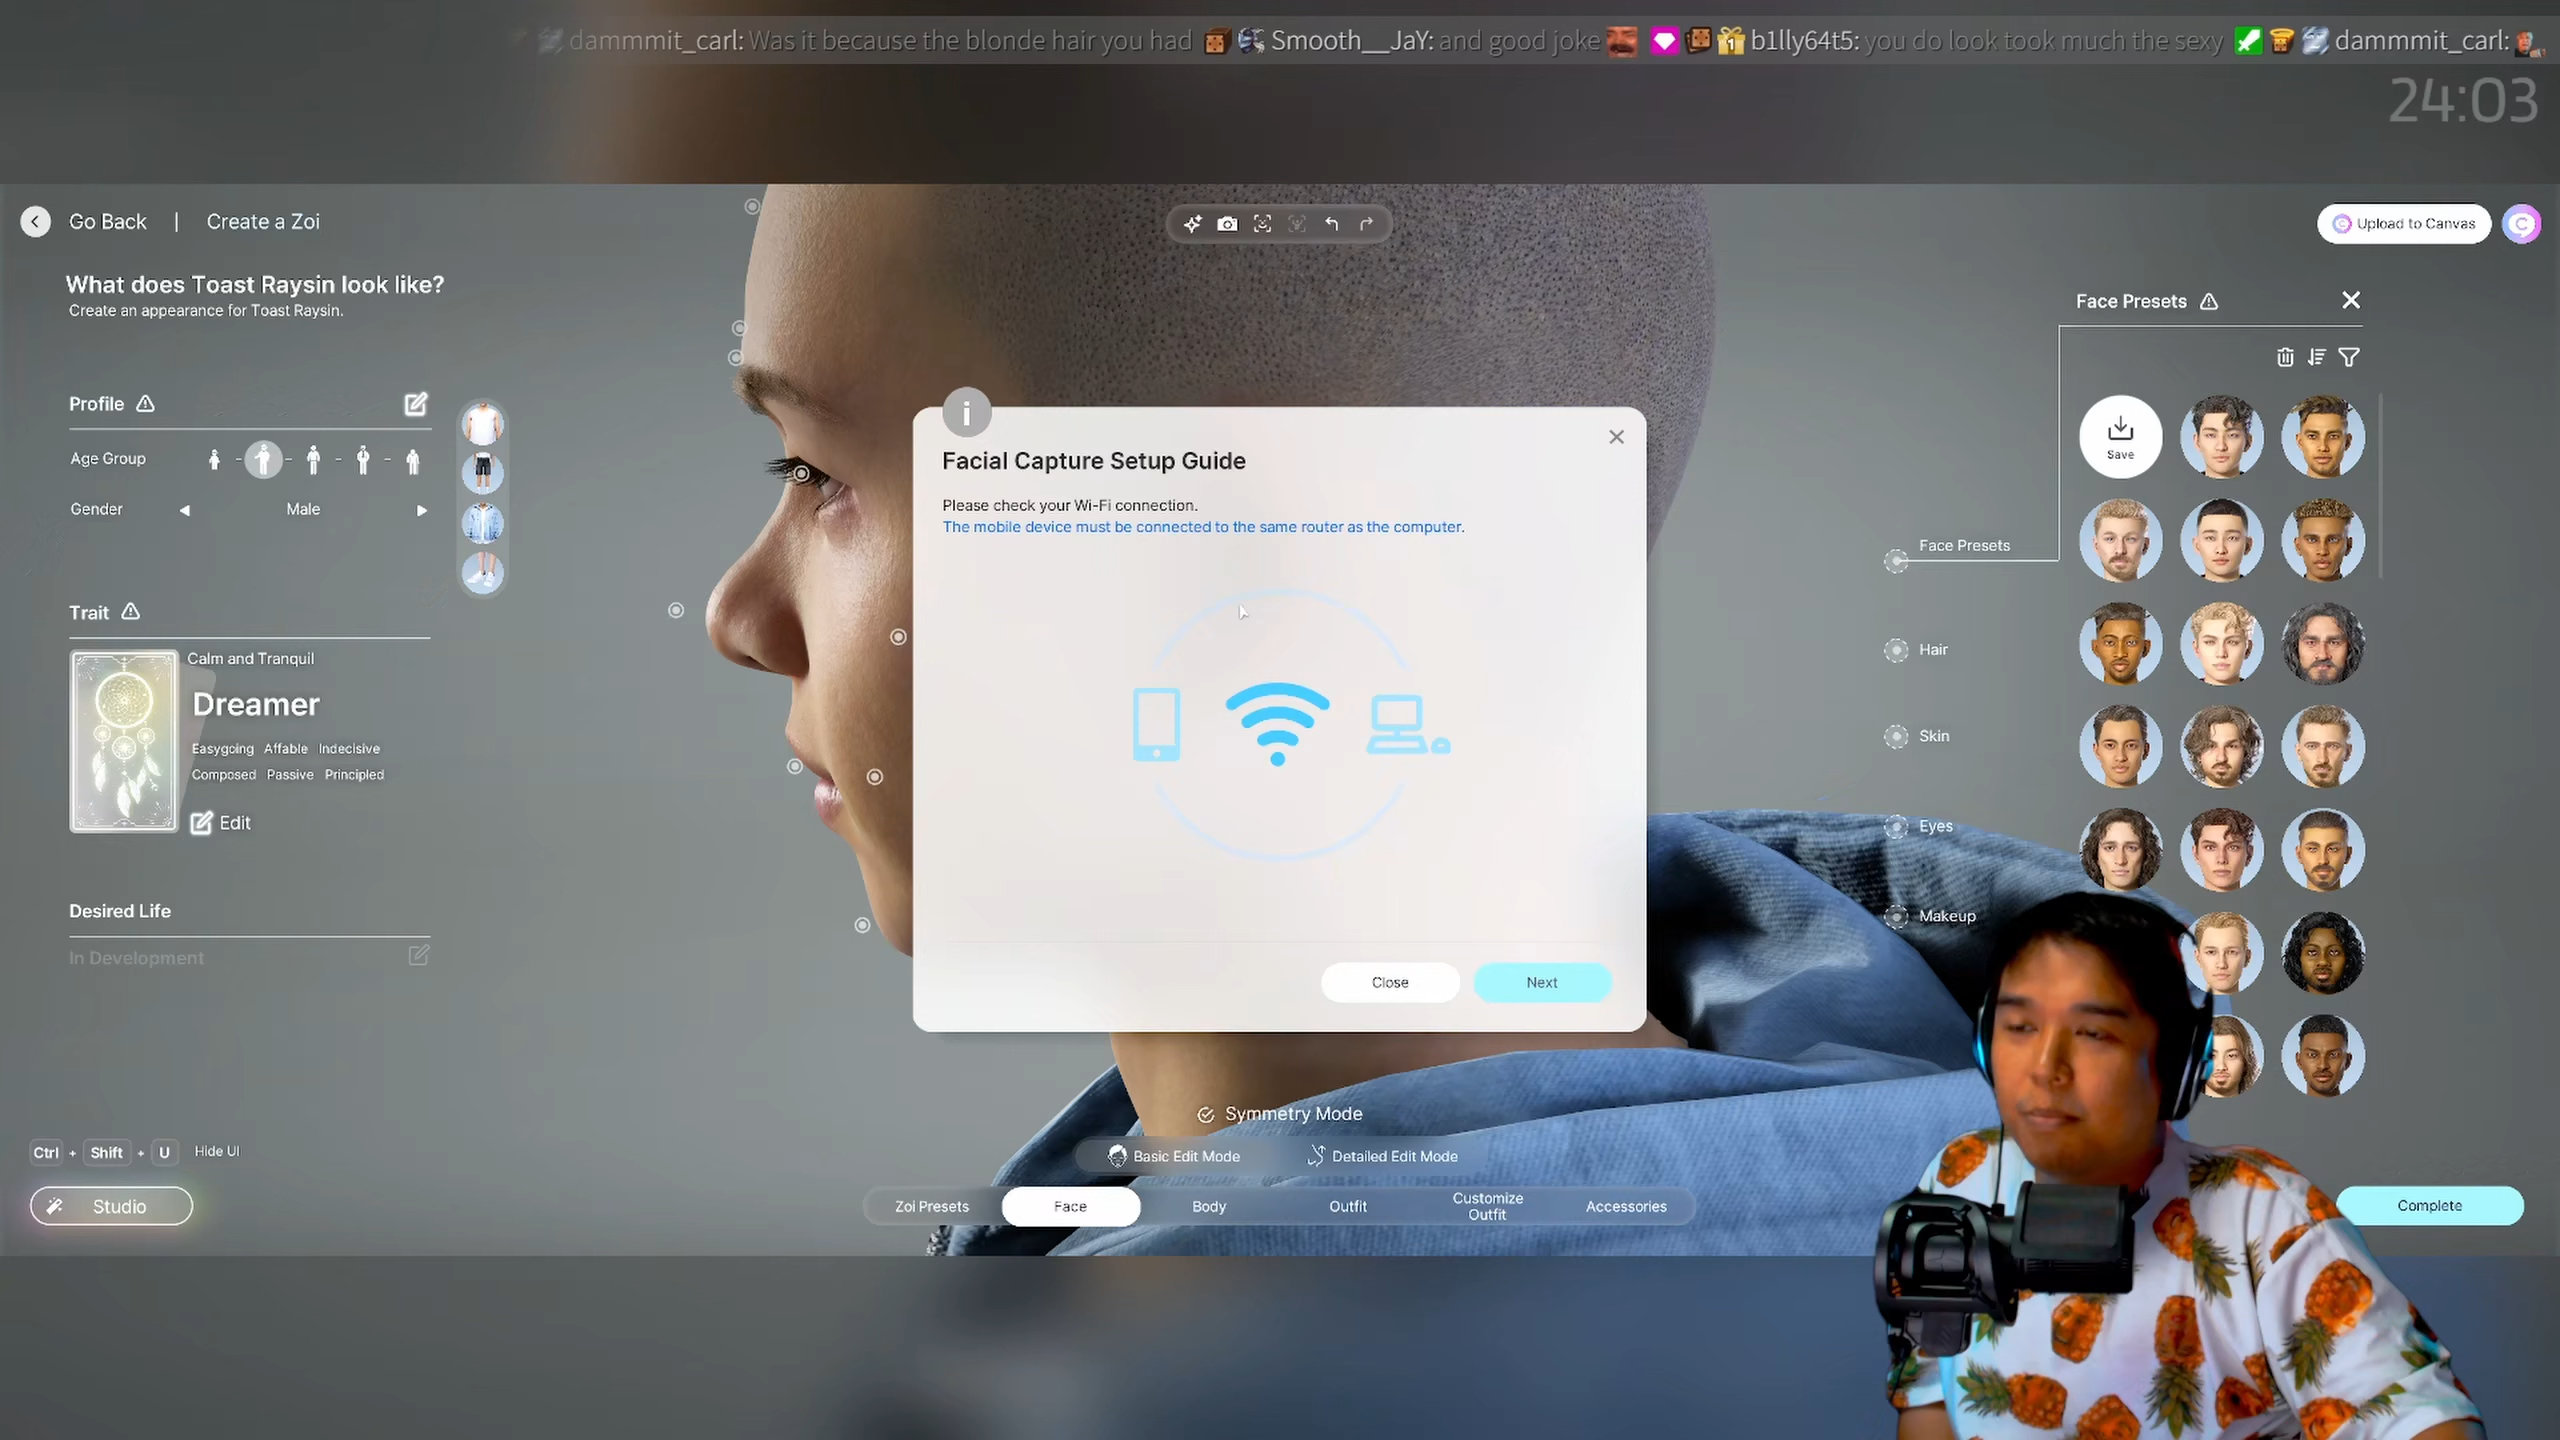 dammmit_carl: Was it because the blonde hair you had Smooth__JaY: and good joke b1lly64t5: you do look took much the sexy dammmit_carl:
24:03
Go Back | Create a Zoi
Upload to Canvas
What does Toast Raysin look like?
Create an appearance for Toast Raysin.
Profile
Age Group
Gender Male
Trait
Calm and Tranquil
Dreamer
Easygoing Affable Indecisive
Composed Passive Principled
Edit
Desired Life
In Development
Ctrl + Shift + U Hide UI
Studio
Facial Capture Setup Guide
Please check your Wi-Fi connection.
The mobile device must be connected to the same router as the computer.
Close Next
Symmetry Mode
Basic Edit Mode Detailed Edit Mode
Zoi Presets Face Body Outfit Customize Outfit Accessories
Face Presets
Save
Face Presets
Hair
Skin
Eyes
Makeup
Complete